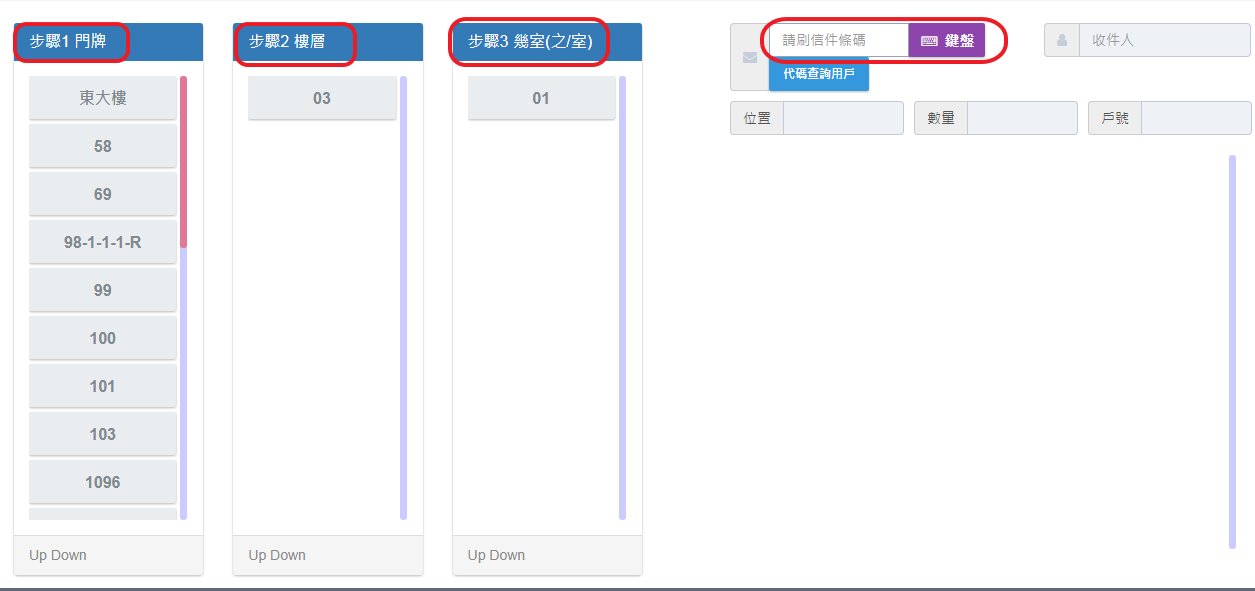 步驟1 門牌
東大樓
58
69
98-1-1-1-R
99
100
101
103
1096
Up Down
步驟2 樓層
03
Up Down
步驟3 幾室(之/室)
01
Up Down
請刷信件條碼
鍵盤
收件人
代碼查詢用戶
位置
數量
戶號